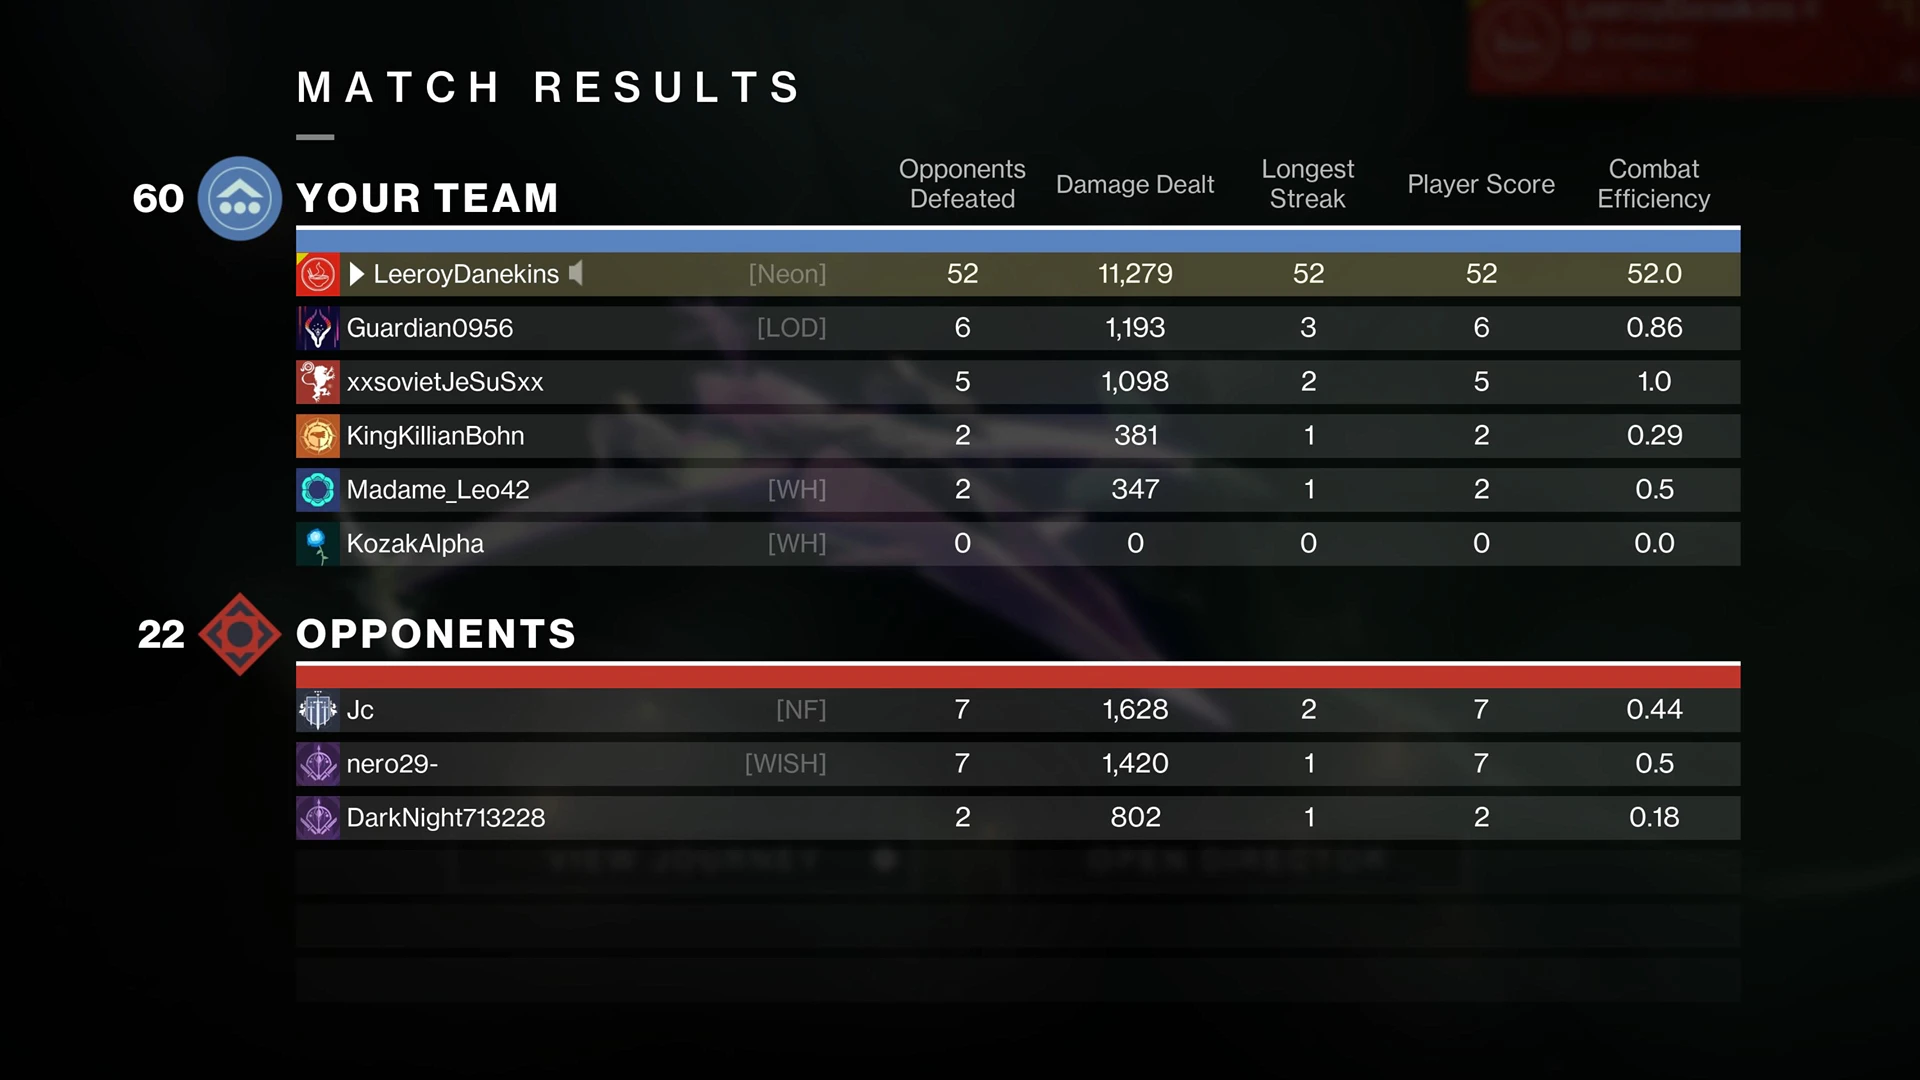 MATCH RESULTS
60 YOUR TEAM Opponents Defeated Damage Dealt Longest Streak Player Score Combat Efficiency
LeeroyDanekins [Neon] 52 11,279 52 52 52.0
Guardian0956 [LOD] 6 1,193 3 6 0.86
xxsovietJeSuSxx 5 1,098 2 5 1.0
KingKillianBohn 2 381 1 2 0.29
Madame_Leo42 [WH] 2 347 1 2 0.5
KozakAlpha [WH] 0 0 0 0 0.0
22 OPPONENTS
Jc [NF] 7 1,628 2 7 0.44
nero29- [WISH] 7 1,420 1 7 0.5
DarkNight713228 2 802 1 2 0.18
VIEW JOURNEY OPEN DIRECTOR